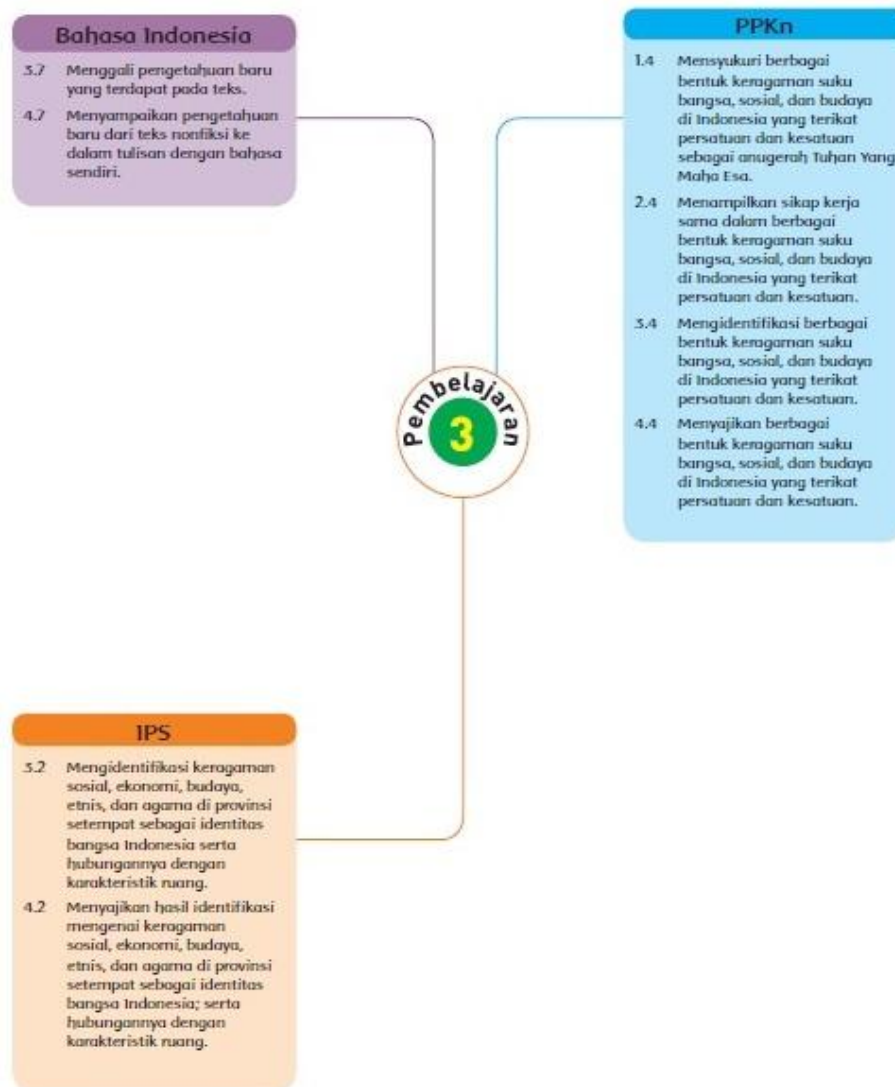 Bahasa Indonesia
3.7 Menggali pengetahuan baru
yang terdapat pada teks.
4.7 Menyampaikan pengetahuan
baru dari teks nonfiksi ke
dalam tulisan dengan bahasa
sendiri.
PPKn
1.4 Mensyukuri berbagai
bentuk keragaman suku
bangsa, sosial, dan budaya
di Indonesia yang terikat
persatuan dan kesatuan
sebagai anugerah Tuhan Yang
Maha Esa.
2.4 Menampilkan sikap kerja
sama dalam berbagai
bentuk keragaman suku
bangsa, sosial, dan budaya
di Indonesia yang terikat
persatuan dan kesatuan.
3.4 Mengidentifikasi berbagai
bentuk keragaman suku
bangsa, sosial, dan budaya
di Indonesia yang terikat
persatuan dan kesatuan.
4.4 Menyajikan berbagai
bentuk keragaman suku
bangsa, sosial, dan budaya
di Indonesia yang terikat
persatuan dan kesatuan.
Pembelajaran
3
IPS
3.2 Mengidentifikasi keragaman
sosial, ekonomi, budaya,
etnis, dan agama di provinsi
setempat sebagai identitas
bangsa Indonesia serta
hubungannya dengan
karakteristik ruang.
4.2 Menyajikan hasil identifikasi
mengenai keragaman
sosial, ekonomi, budaya,
etnis, dan agama di provinsi
setempat sebagai identitas
bangsa Indonesia; serta
hubungannya dengan
karakteristik ruang.